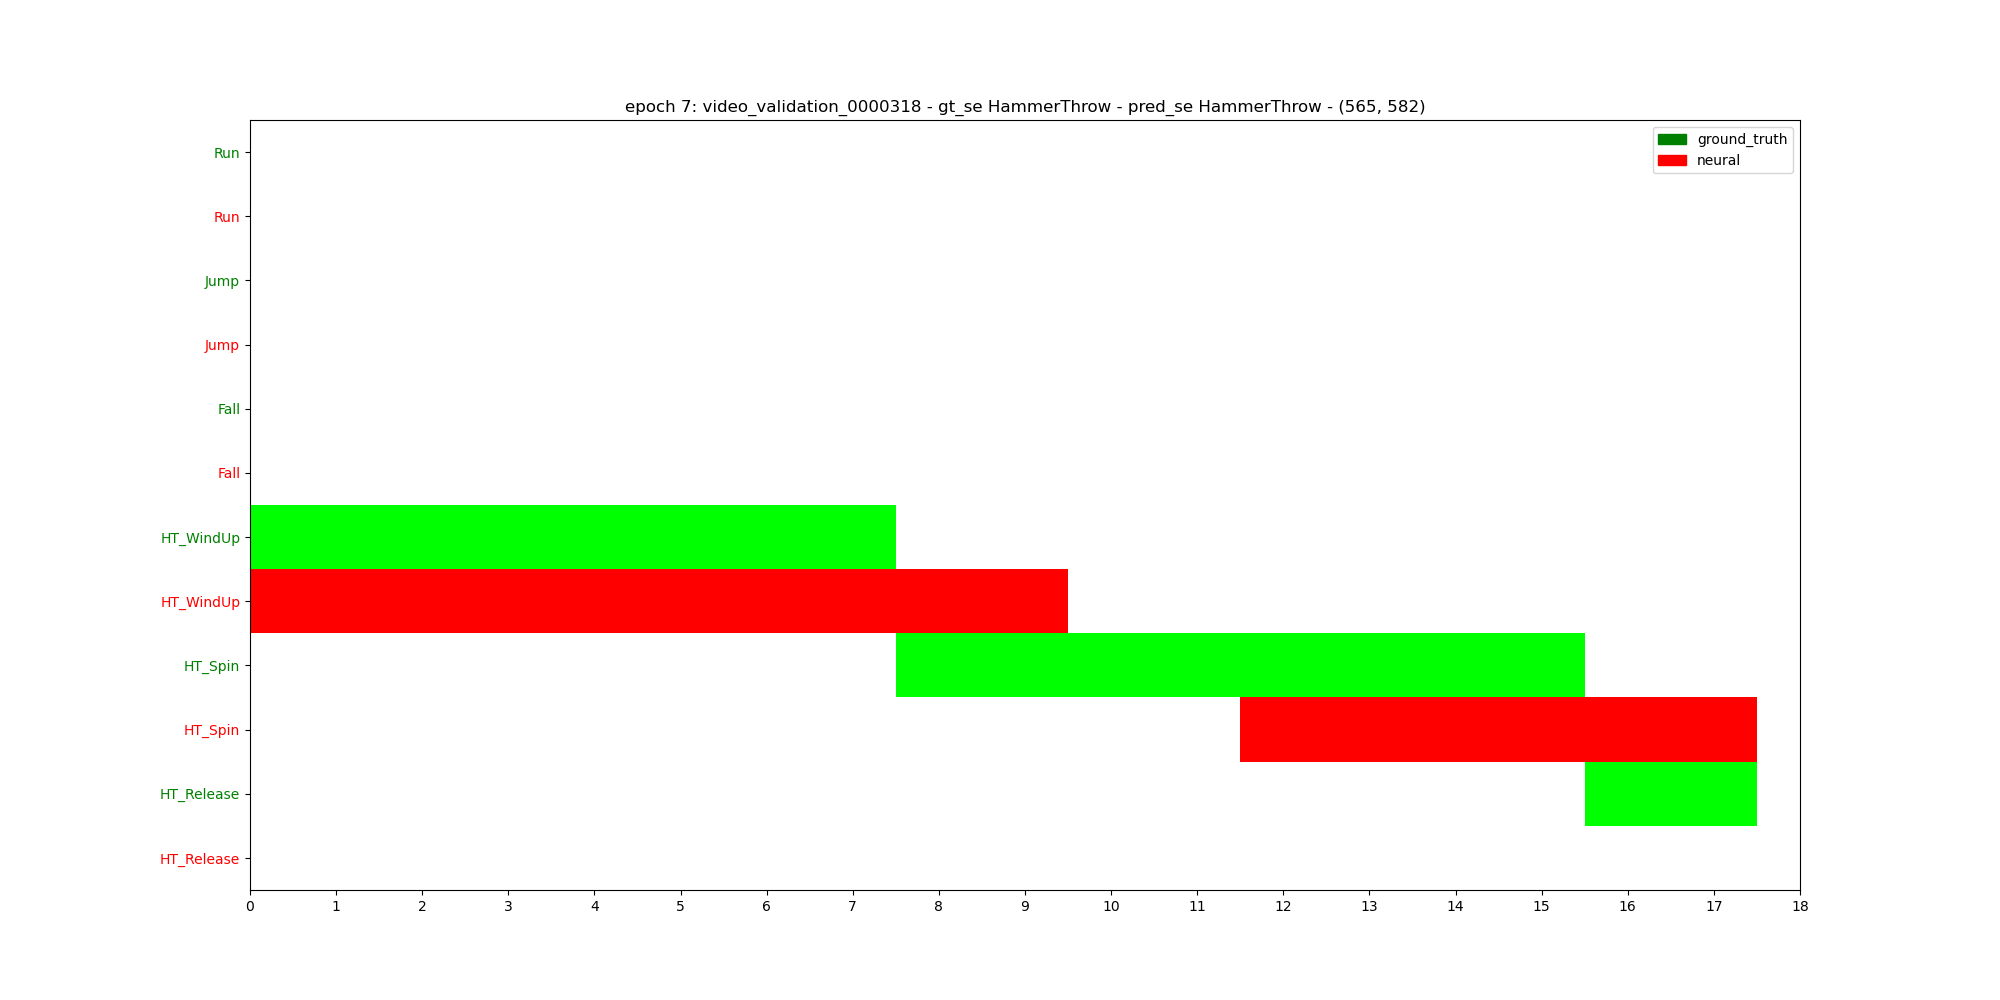 epoch 7: video_validation_0000318 - gt_se HammerThrow - pred_se HammerThrow - (565, 582)
ground_truth
neural
Run
Run
Jump
Jump
Fall
Fall
HT_WindUp
HT_WindUp
HT_Spin
HT_Spin
HT_Release
HT_Release
0 1 2 3 4 5 6 7 8 9 10 11 12 13 14 15 16 17 18